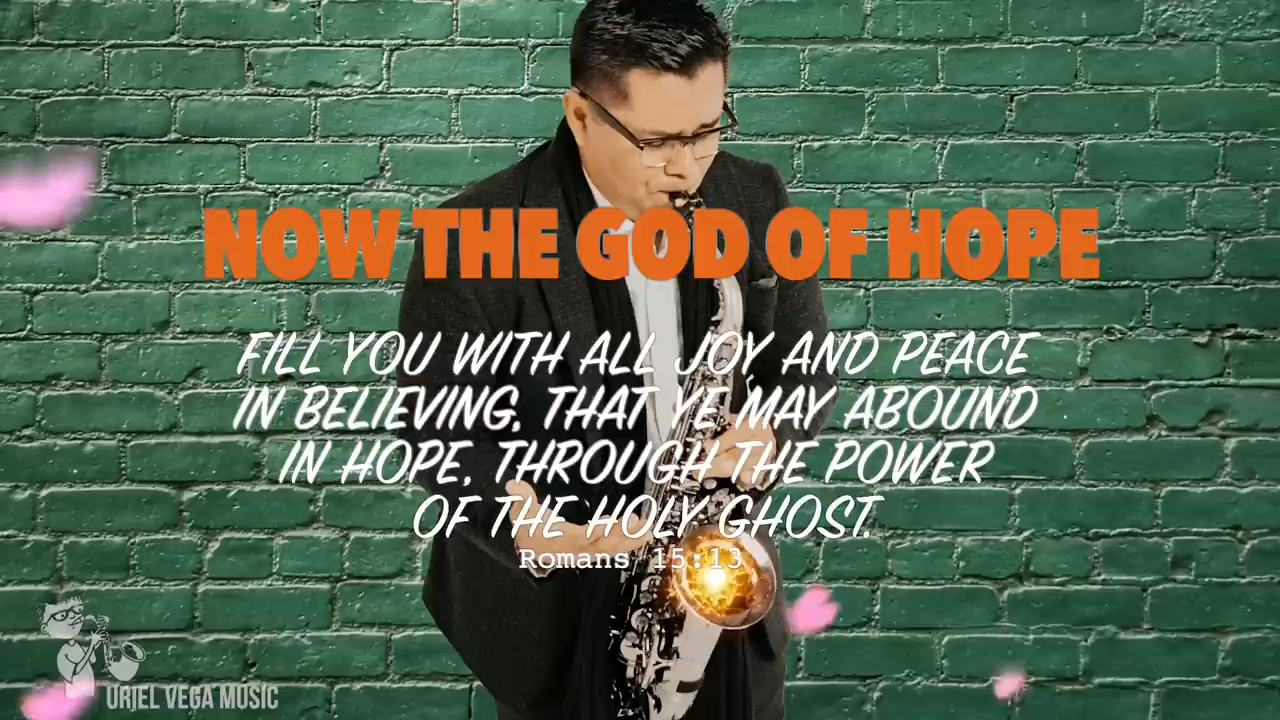 NOW THE GOD OF HOPE
FILL YOU WITH ALL JOY AND PEACE
IN BELIEVING, THAT YE MAY ABOUND
IN HOPE, THROUGH THE POWER
OF THE HOLY GHOST.
Romans 15:13
URIEL VEGA MUSIC